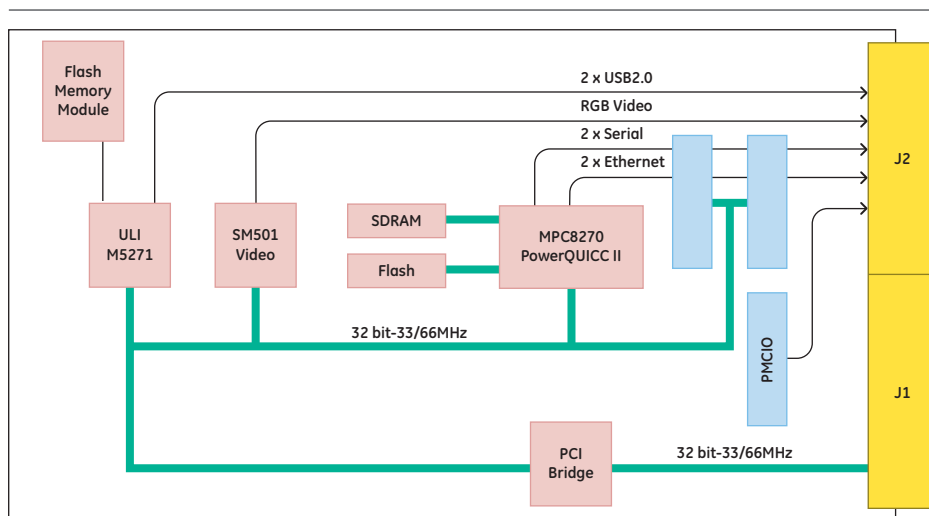 Flash
Memory
Module
2 x USB2.0
RGB Video
2 x Serial
2 x Ethernet
J2
ULI
M5271
SM501
Video
SDRAM
Flash
MPC8270
PowerQUICC II
32 bit-33/66MHz
PMCIO
J1
PCI
Bridge
32 bit-33/66MHz